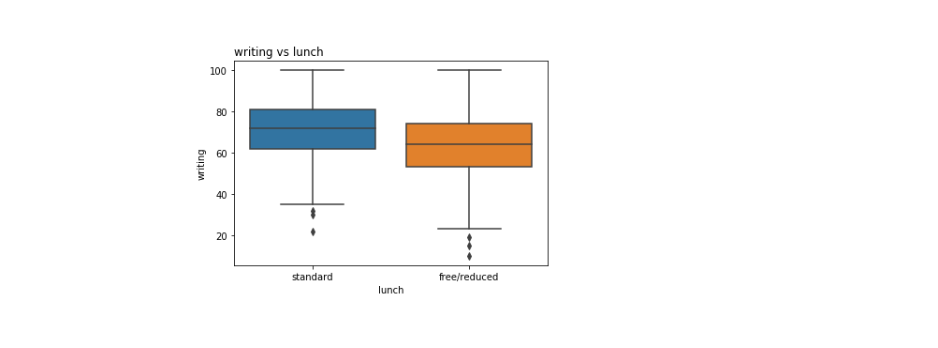 writing vs lunch
100
80
60
40
20
writing
standard free/reduced
lunch